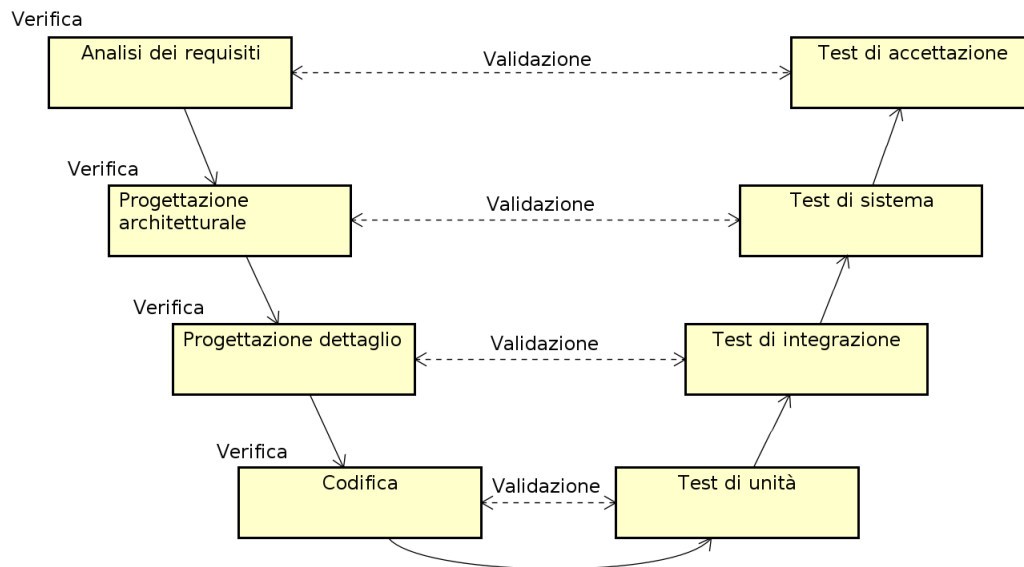 Verifica
Analisi dei requisiti
Validazione
Test di accettazione
Verifica
Progettazione
architetturale
Validazione
Test di sistema
Verifica
Progettazione dettaglio
Validazione
Test di integrazione
Verifica
Codifica
Validazione
Test di unità